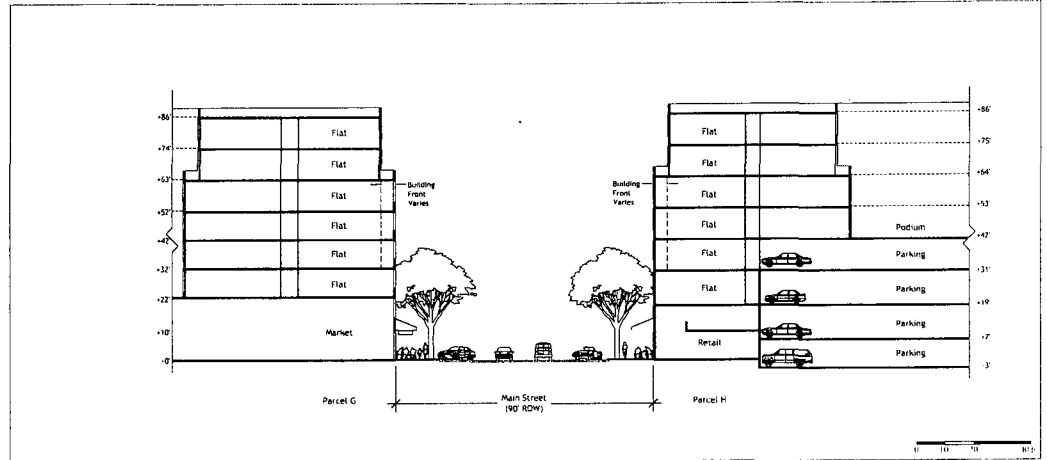 +86'
Flat
+74'
Flat
+63'
Flat
Building
Front
Varies
+52'
Flat
+42'
Flat
+32'
Flat
+22'
Market
+10'
+0'
Flat
+86'
Flat
+75'
+64'
Building
Front
Varies
Flat
+53'
Flat
Podium
+42'
Flat
Parking
+31'
Flat
Parking
+19'
Retail
Parking
+7'
Parking
-3'
Parcel G
Main Street
(90' ROW)
Parcel H
0